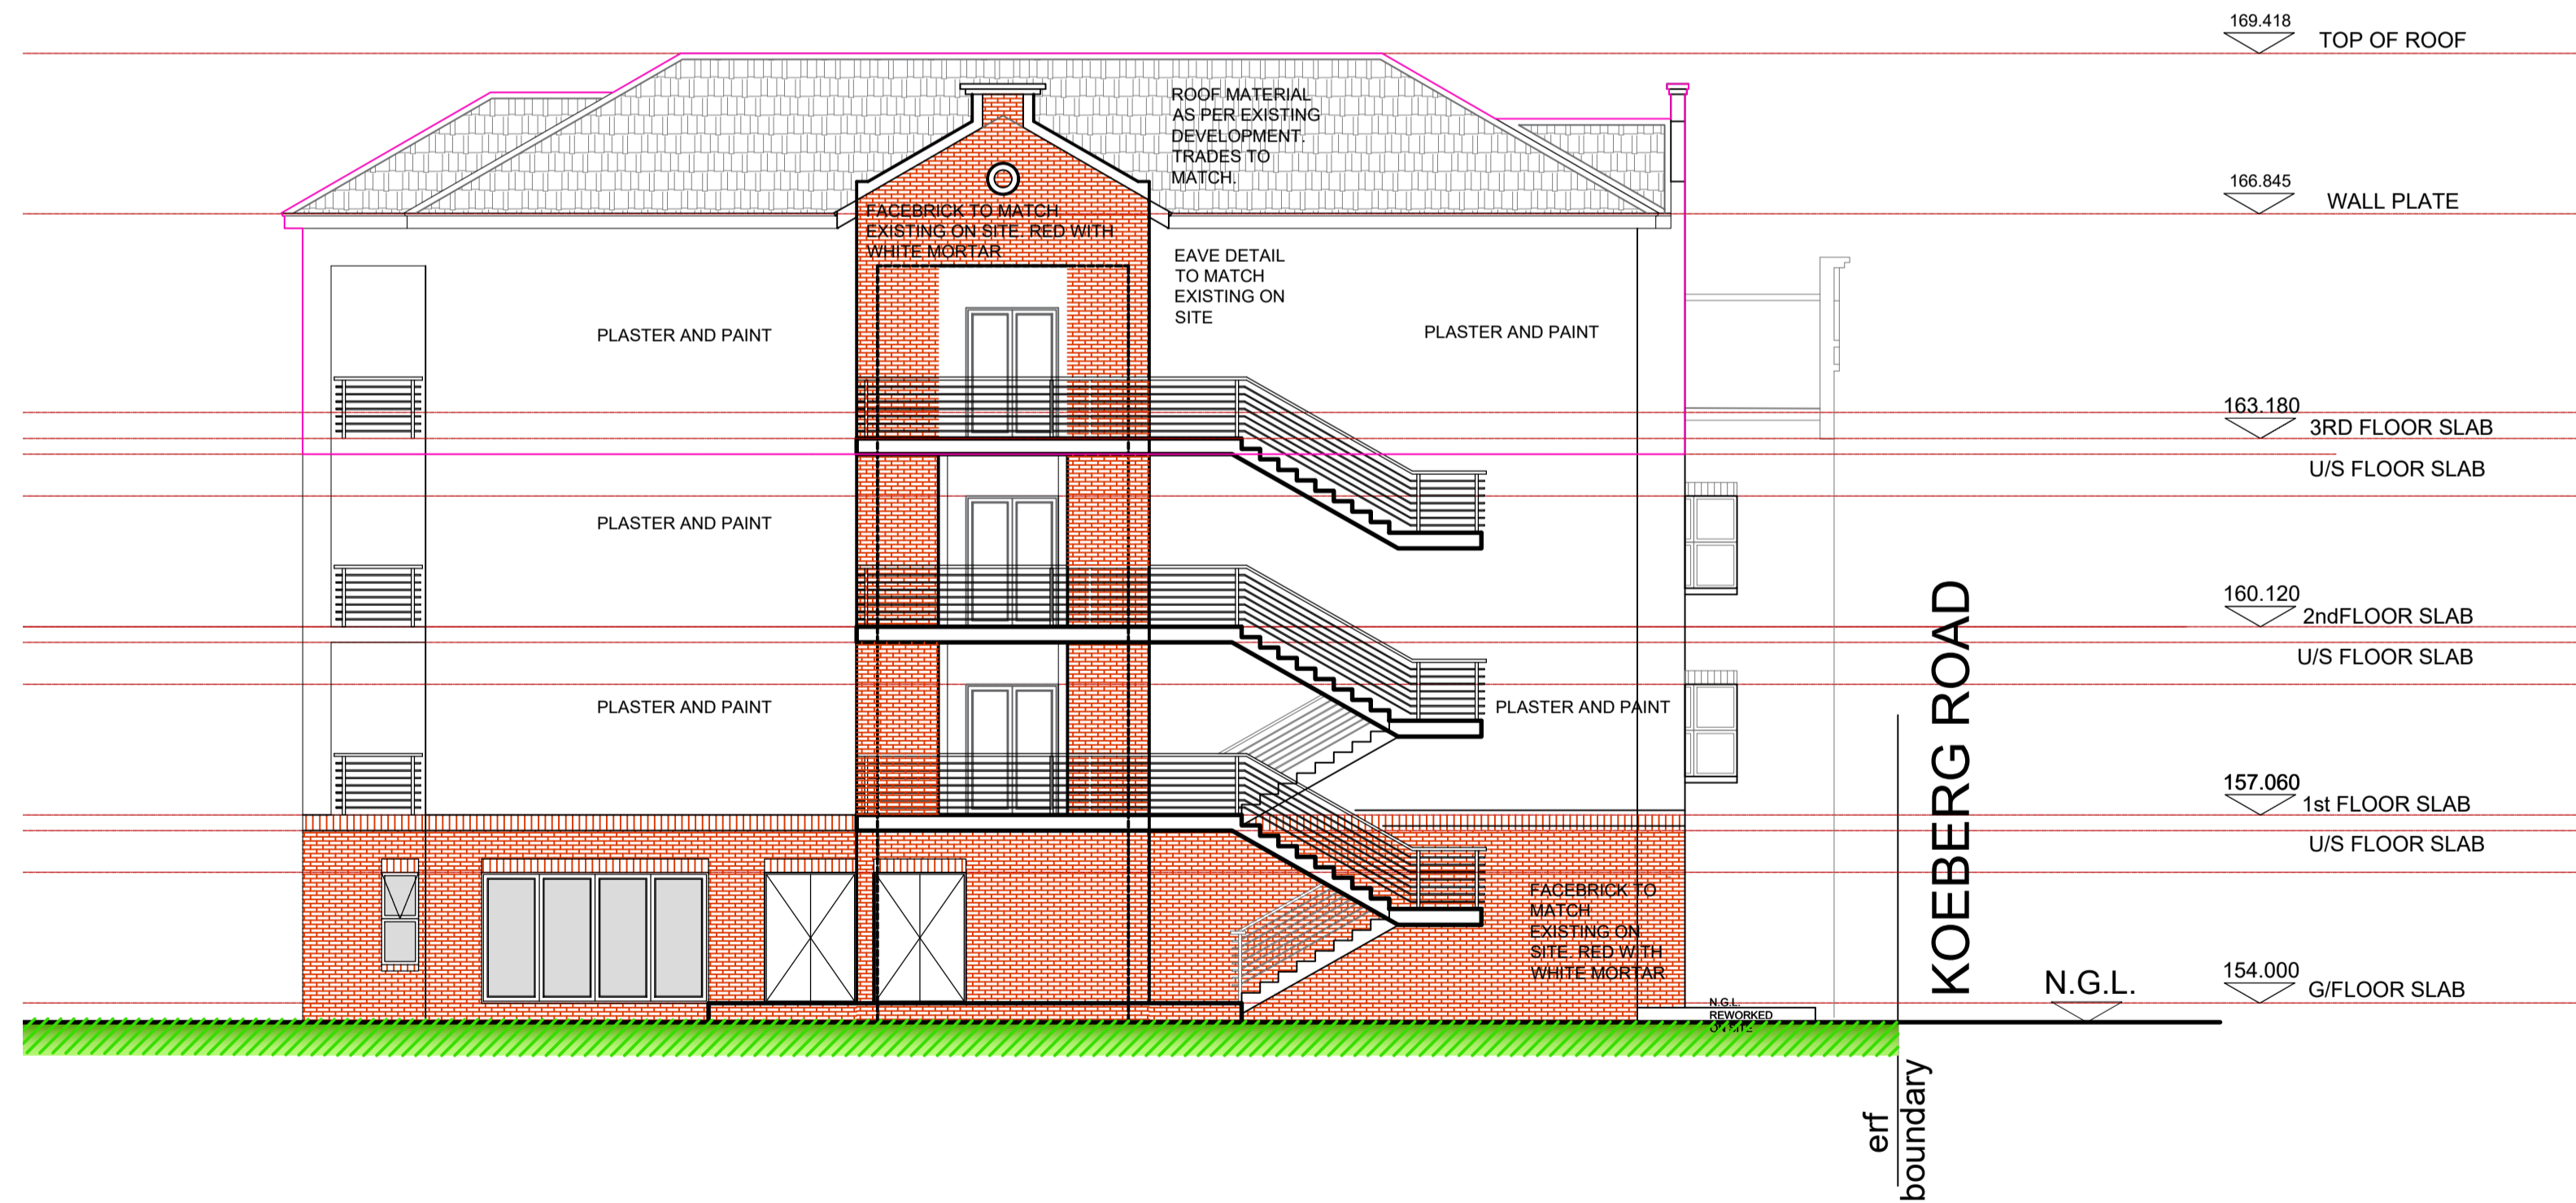 169.418
TOP OF ROOF
ROOF MATERIAL
AS PER EXISTING
DEVELOPMENT.
TRADES TO
MATCH.
166.845
WALL PLATE
FACEBRICK TO MATCH
EXISTING ON SITE. RED WITH
WHITE MORTAR
EAVE DETAIL
TO MATCH
EXISTING ON
SITE
PLASTER AND PAINT
PLASTER AND PAINT
163.180
3RD FLOOR SLAB
U/S FLOOR SLAB
PLASTER AND PAINT
160.120
2ndFLOOR SLAB
U/S FLOOR SLAB
PLASTER AND PAINT
PLASTER AND PAINT
KOEBERG ROAD
157.060
1st FLOOR SLAB
U/S FLOOR SLAB
FACEBRICK TO
MATCH
EXISTING ON
SITE. RED WITH
WHITE MORTAR
N.G.L.
154.000
G/FLOOR SLAB
N.G.L.
REWORKED
ON SITE
erf
boundary